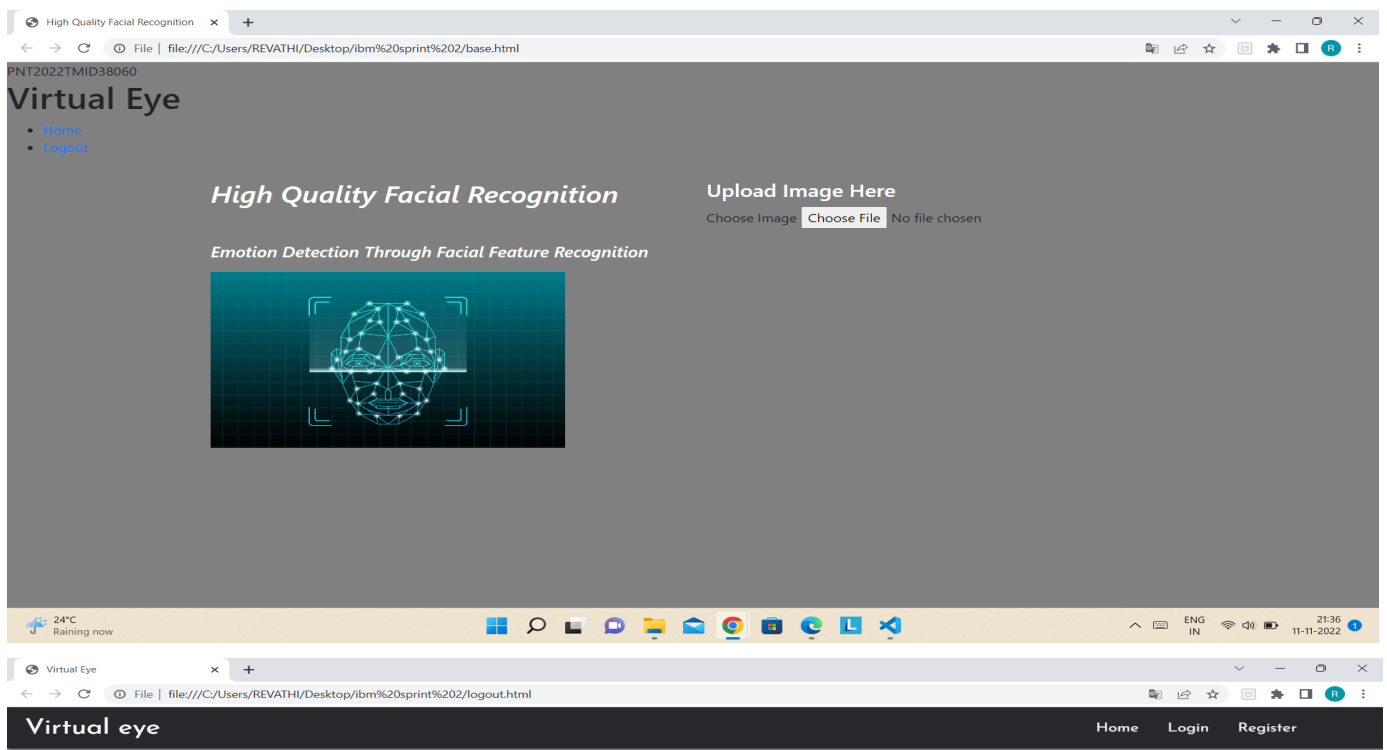 High Quality Facial Recognition
File | file:///C:/Users/REVATHI/Desktop/ibm%20sprint%202/base.html
R
PNT2022TMID38060
Virtual Eye
Home
Logout
High Quality Facial Recognition
Upload Image Here
Choose Image Choose File No file chosen
Emotion Detection Through Facial Feature Recognition
24°C
Raining now
L
ENG
IN
21:36
11-11-2022
1
Virtual Eye
File | file:///C:/Users/REVATHI/Desktop/ibm%20sprint%202/logout.html
R
Virtual eye
Home Login Register